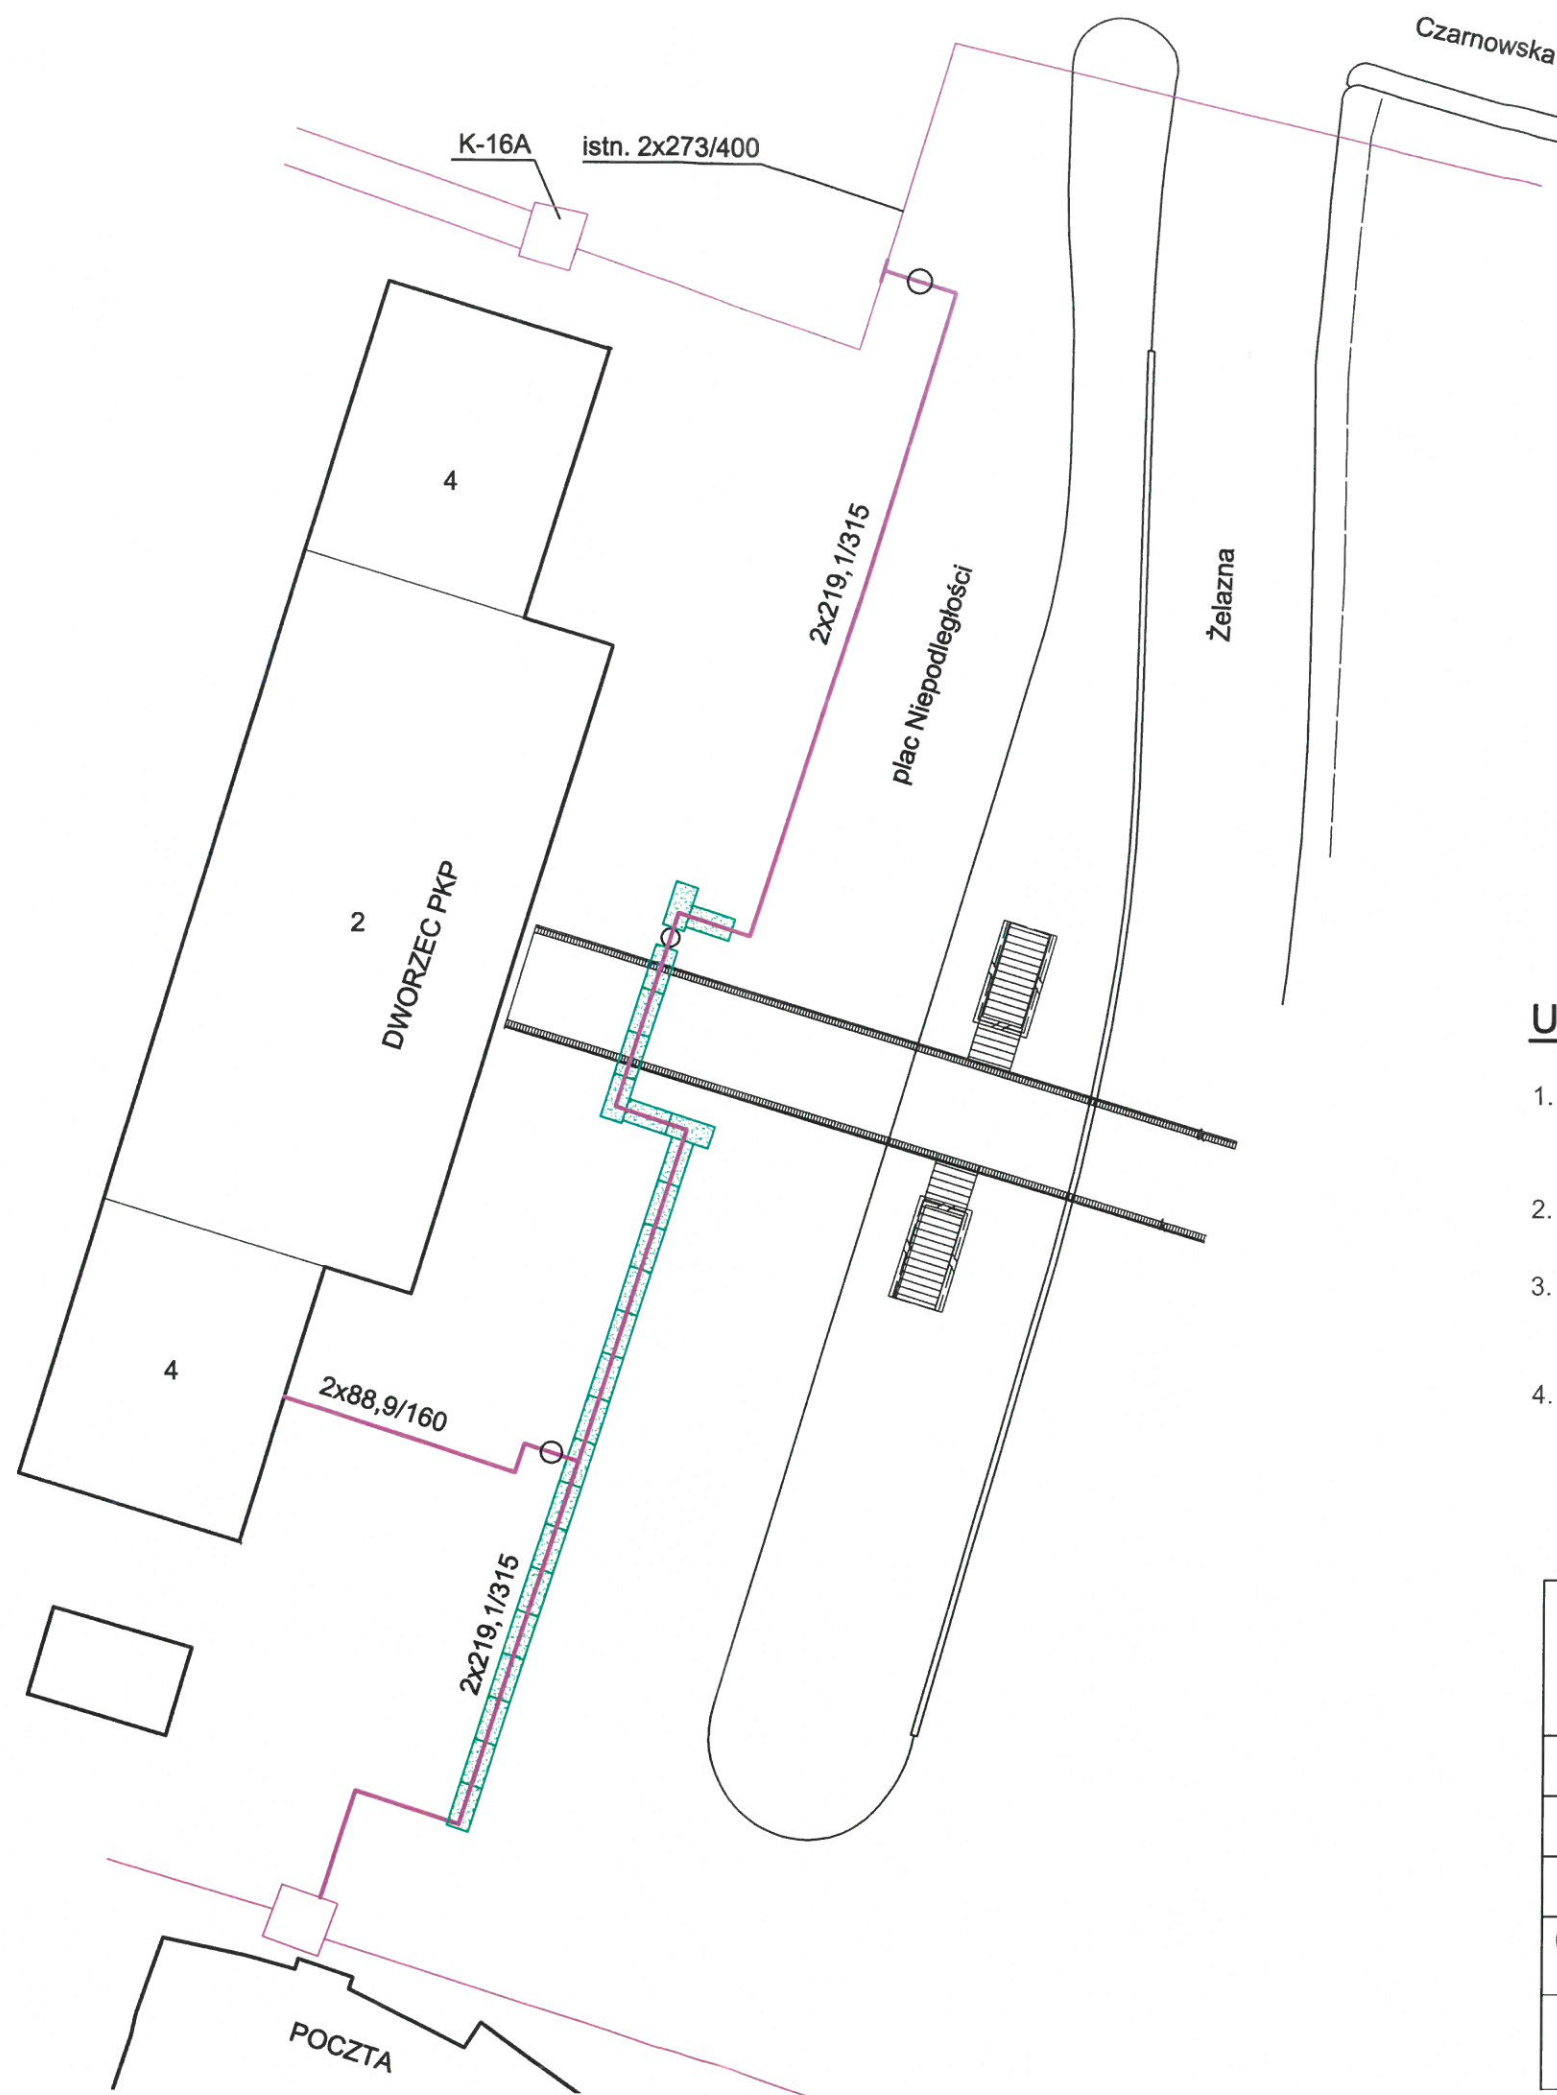 Czarnowska
K-16A
istn. 2x273/400
4
2x219,1/315
plac Niepodległości
Żelazna
2
DWORZEC PKP
U
1.
2.
3.
4
2x88,9/160
4.
2x219,1/315
POCZTA